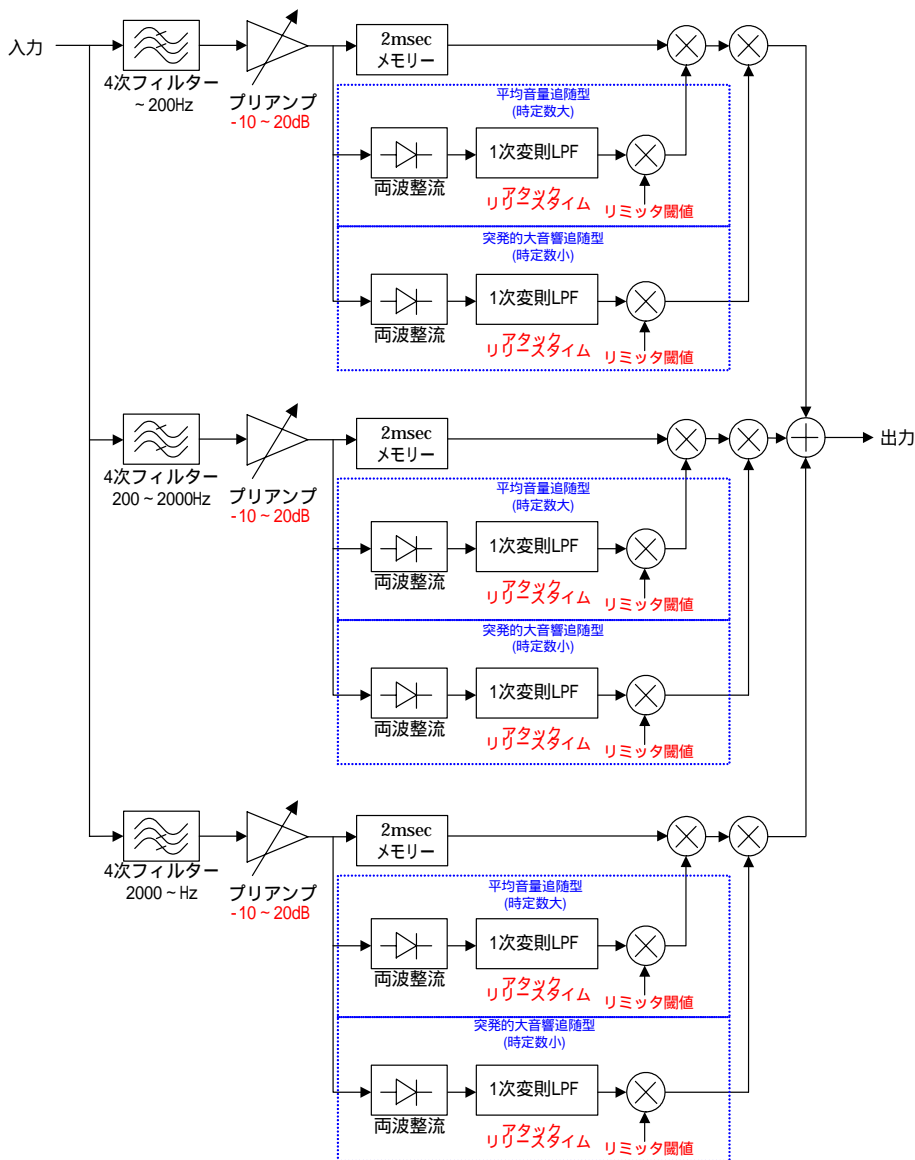 入力
4次フィルター
~200Hz
プリアンプ
-10~20dB
2msec
メモリー
平均音量追随型
(時定数大)
両波整流
1次変則LPF
アタック
リリースタイム
リミッタ閾値
突発的大音響追随型
(時定数小)
両波整流
1次変則LPF
アタック
リリースタイム
リミッタ閾値
4次フィルター
200~2000Hz
プリアンプ
-10~20dB
2msec
メモリー
出力
平均音量追随型
(時定数大)
両波整流
1次変則LPF
アタック
リリースタイム
リミッタ閾値
突発的大音響追随型
(時定数小)
両波整流
1次変則LPF
アタック
リリースタイム
リミッタ閾値
4次フィルター
2000~Hz
プリアンプ
-10~20dB
2msec
メモリー
平均音量追随型
(時定数大)
両波整流
1次変則LPF
アタック
リリースタイム
リミッタ閾値
突発的大音響追随型
(時定数小)
両波整流
1次変則LPF
アタック
リリースタイム
リミッタ閾値